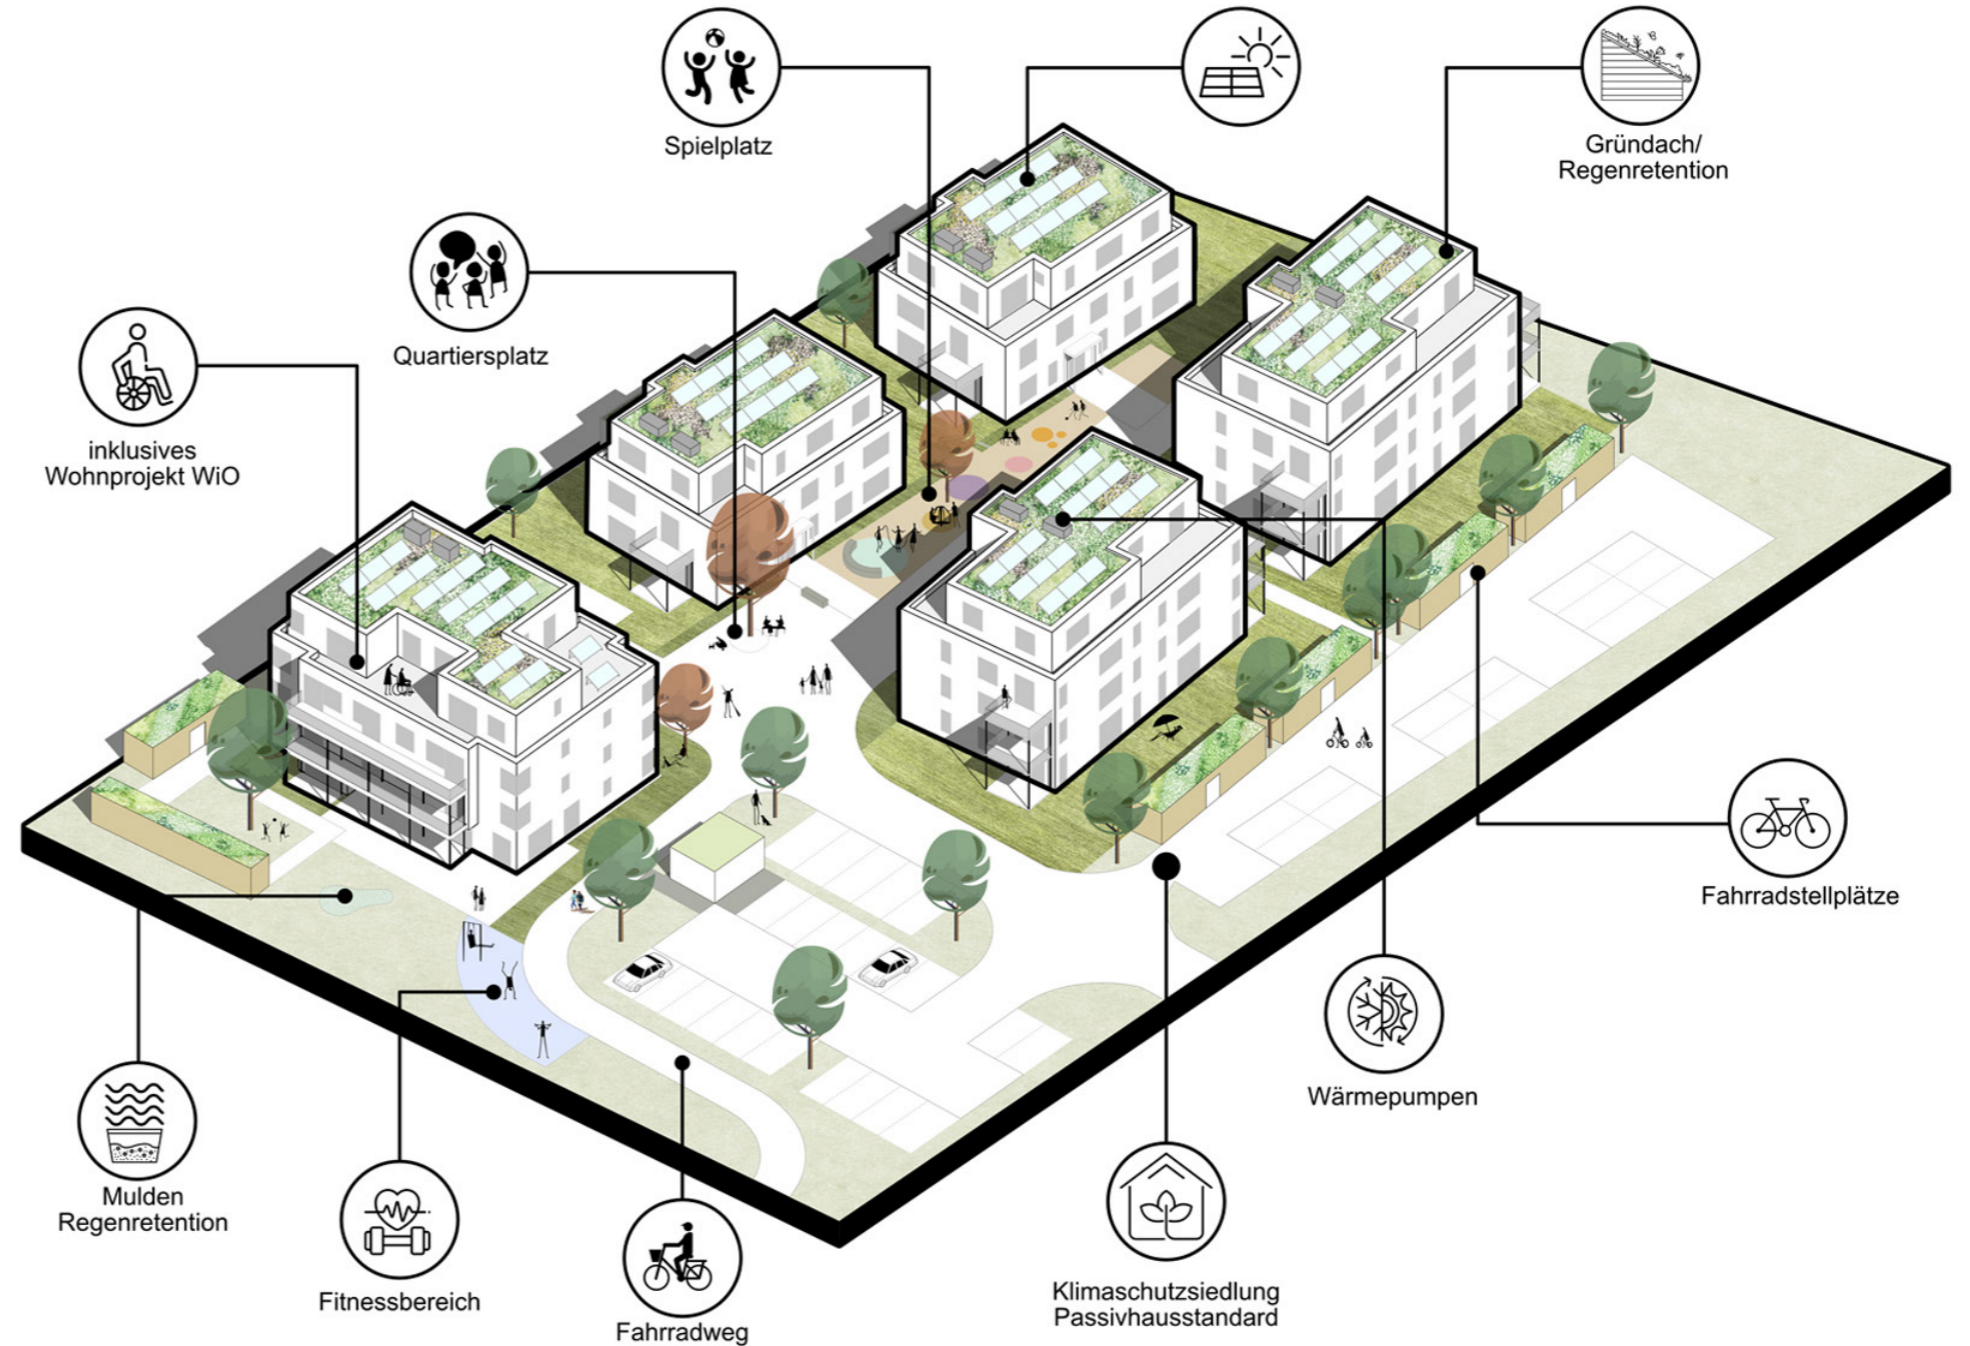 Spielplatz
Gründach/
Regenretention
Quartiersplatz
inklusives
Wohnprojekt WiO
Fahrradstellplätze
Wärmepumpen
Mulden
Regenretention
Fitnessbereich
Fahrradweg
Klimaschutzsiedlung
Passivhausstandard